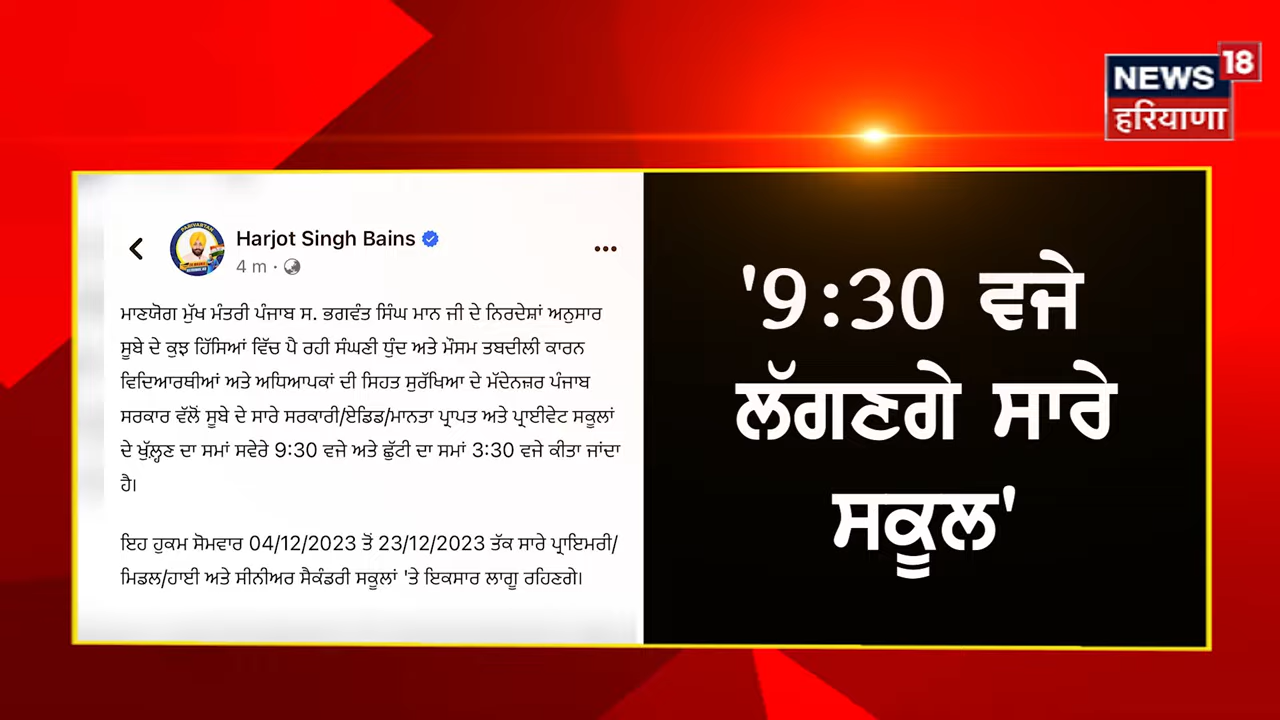 NEWS 18
हरियाणा
Harjot Singh Bains
4 m ·
ਮਾਣਯੋਗ ਮੁੱਖ ਮੰਤਰੀ ਪੰਜਾਬ ਸ. ਭਗਵੰਤ ਸਿੰਘ ਮਾਨ ਜੀ ਦੇ ਨਿਰਦੇਸ਼ਾਂ ਅਨੁਸਾਰ
ਸੂਬੇ ਦੇ ਕੁਝ ਹਿੱਸਿਆਂ ਵਿੱਚ ਪੈ ਰਹੀ ਸੰਘਣੀ ਧੁੰਦ ਅਤੇ ਮੌਸਮ ਤਬਦੀਲੀ ਕਾਰਨ
ਵਿਦਿਆਰਥੀਆਂ ਅਤੇ ਅਧਿਆਪਕਾਂ ਦੀ ਸਿਹਤ ਸੁਰੱਖਿਆ ਦੇ ਮੱਦੇਨਜ਼ਰ ਪੰਜਾਬ
ਸਰਕਾਰ ਵੱਲੋਂ ਸੂਬੇ ਦੇ ਸਾਰੇ ਸਰਕਾਰੀ/ਏਡਿਡ/ਮਾਨਤਾ ਪ੍ਰਾਪਤ ਅਤੇ ਪ੍ਰਾਈਵੇਟ ਸਕੂਲਾਂ
ਦੇ ਖੁੱਲ੍ਹਣ ਦਾ ਸਮਾਂ ਸਵੇਰੇ 9:30 ਵਜੇ ਅਤੇ ਛੁੱਟੀ ਦਾ ਸਮਾਂ 3:30 ਵਜੇ ਕੀਤਾ ਜਾਂਦਾ
ਹੈ।
ਇਹ ਹੁਕਮ ਸੋਮਵਾਰ 04/12/2023 ਤੋਂ 23/12/2023 ਤੱਕ ਸਾਰੇ ਪ੍ਰਾਇਮਰੀ/
ਮਿਡਲ/ਹਾਈ ਅਤੇ ਸੀਨੀਅਰ ਸੈਕੰਡਰੀ ਸਕੂਲਾਂ 'ਤੇ ਇਕਸਾਰ ਲਾਗੂ ਰਹਿਣਗੇ।
'9:30 ਵਜੇ
ਲੱਗਣਗੇ ਸਾਰੇ
ਸਕੂਲ'